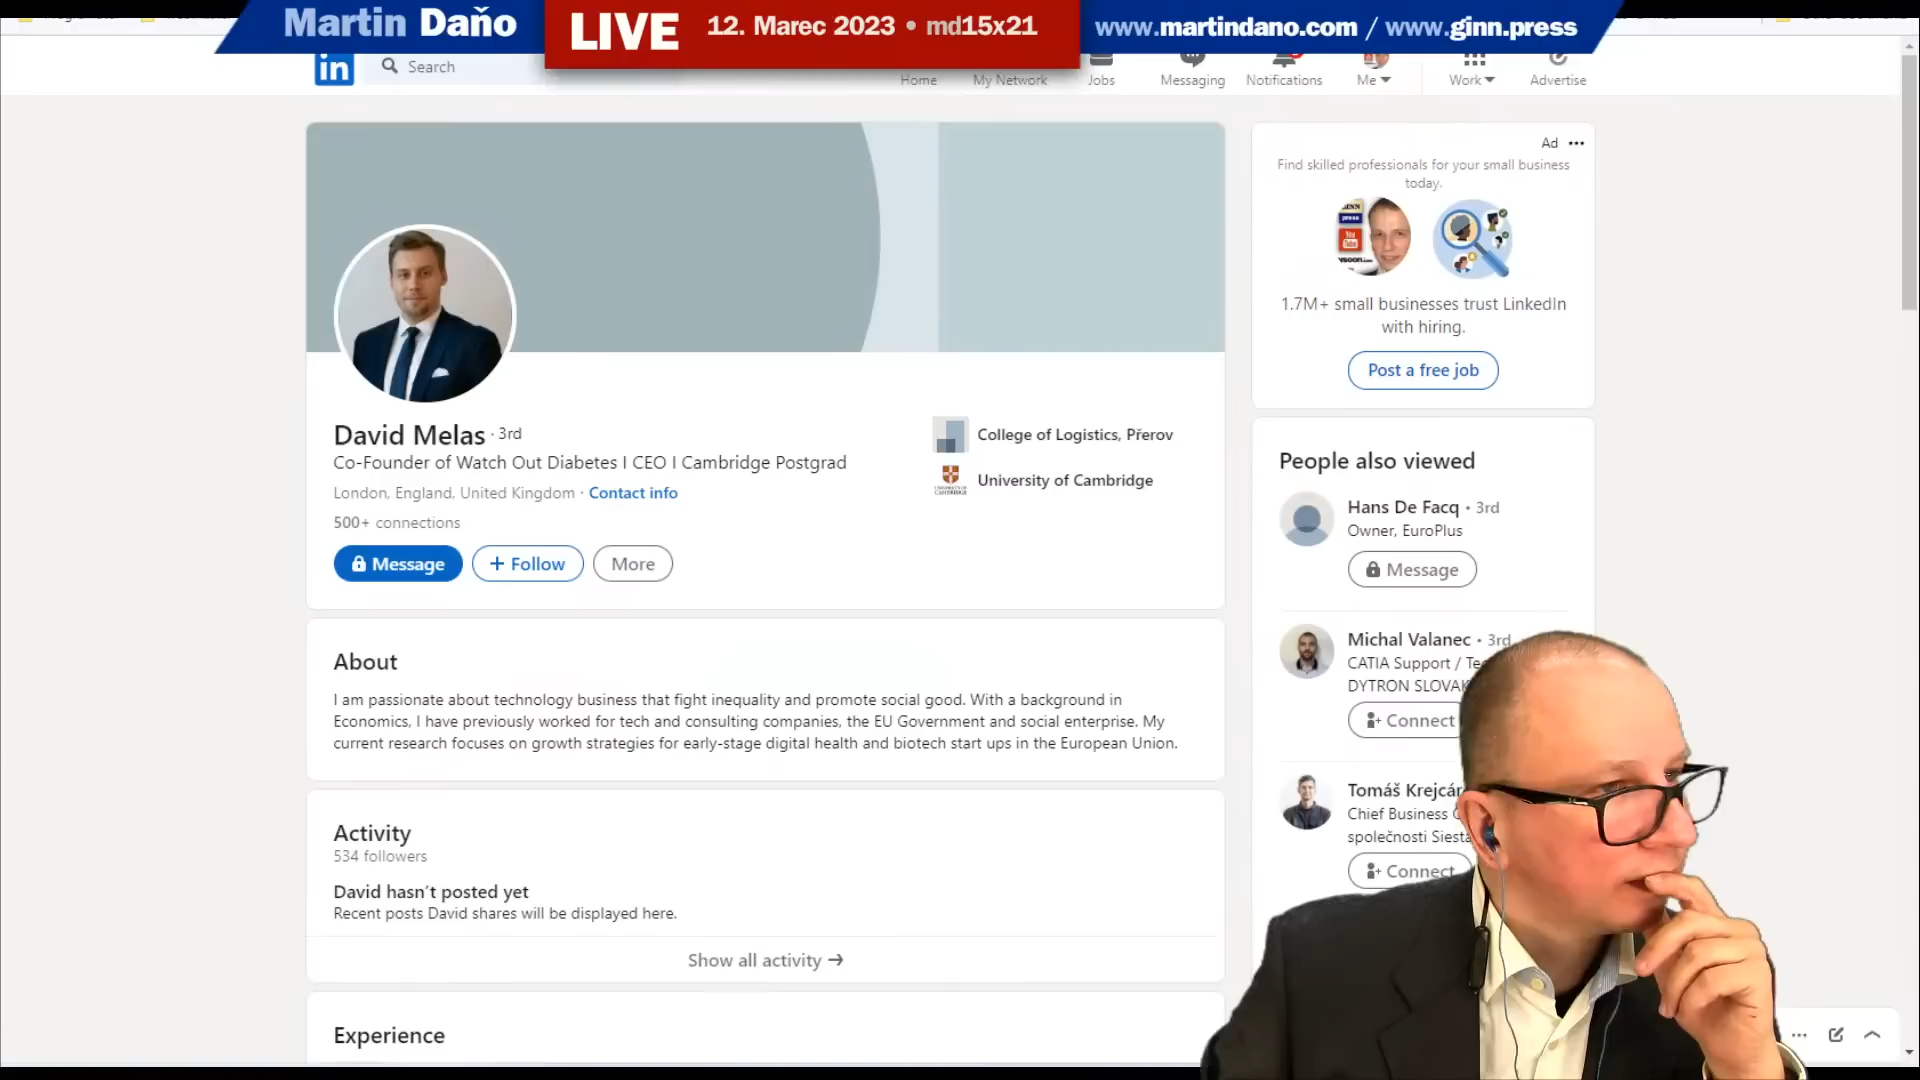 Martin Daňo
LIVE
12. Marec 2023 • md15x21
www.martindano.com / www.ginn.press
in
Search
Home
My Network
Jobs
Messaging
Notifications
Me
Work
Advertise
David Melas · 3rd
Co-Founder of Watch Out Diabetes I CEO I Cambridge Postgrad
London, England, United Kingdom · Contact info
500+ connections
Message
+ Follow
More
College of Logistics, Přerov
University of Cambridge
About
I am passionate about technology business that fight inequality and promote social good. With a background in
Economics, I have previously worked for tech and consulting companies, the EU Government and social enterprise. My
current research focuses on growth strategies for early-stage digital health and biotech start ups in the European Union.
Activity
534 followers
David hasn't posted yet
Recent posts David shares will be displayed here.
Show all activity →
Experience
Ad
Find skilled professionals for your small business
today.
GINN
press
You
Tube
1.7M+ small businesses trust LinkedIn
with hiring.
Post a free job
People also viewed
Hans De Facq • 3rd
Owner, EuroPlus
Message
Michal Valanec • 3rd
CATIA Support /
DYTRON
Connect
Tomáš
Chief Business
společnosti
Connect